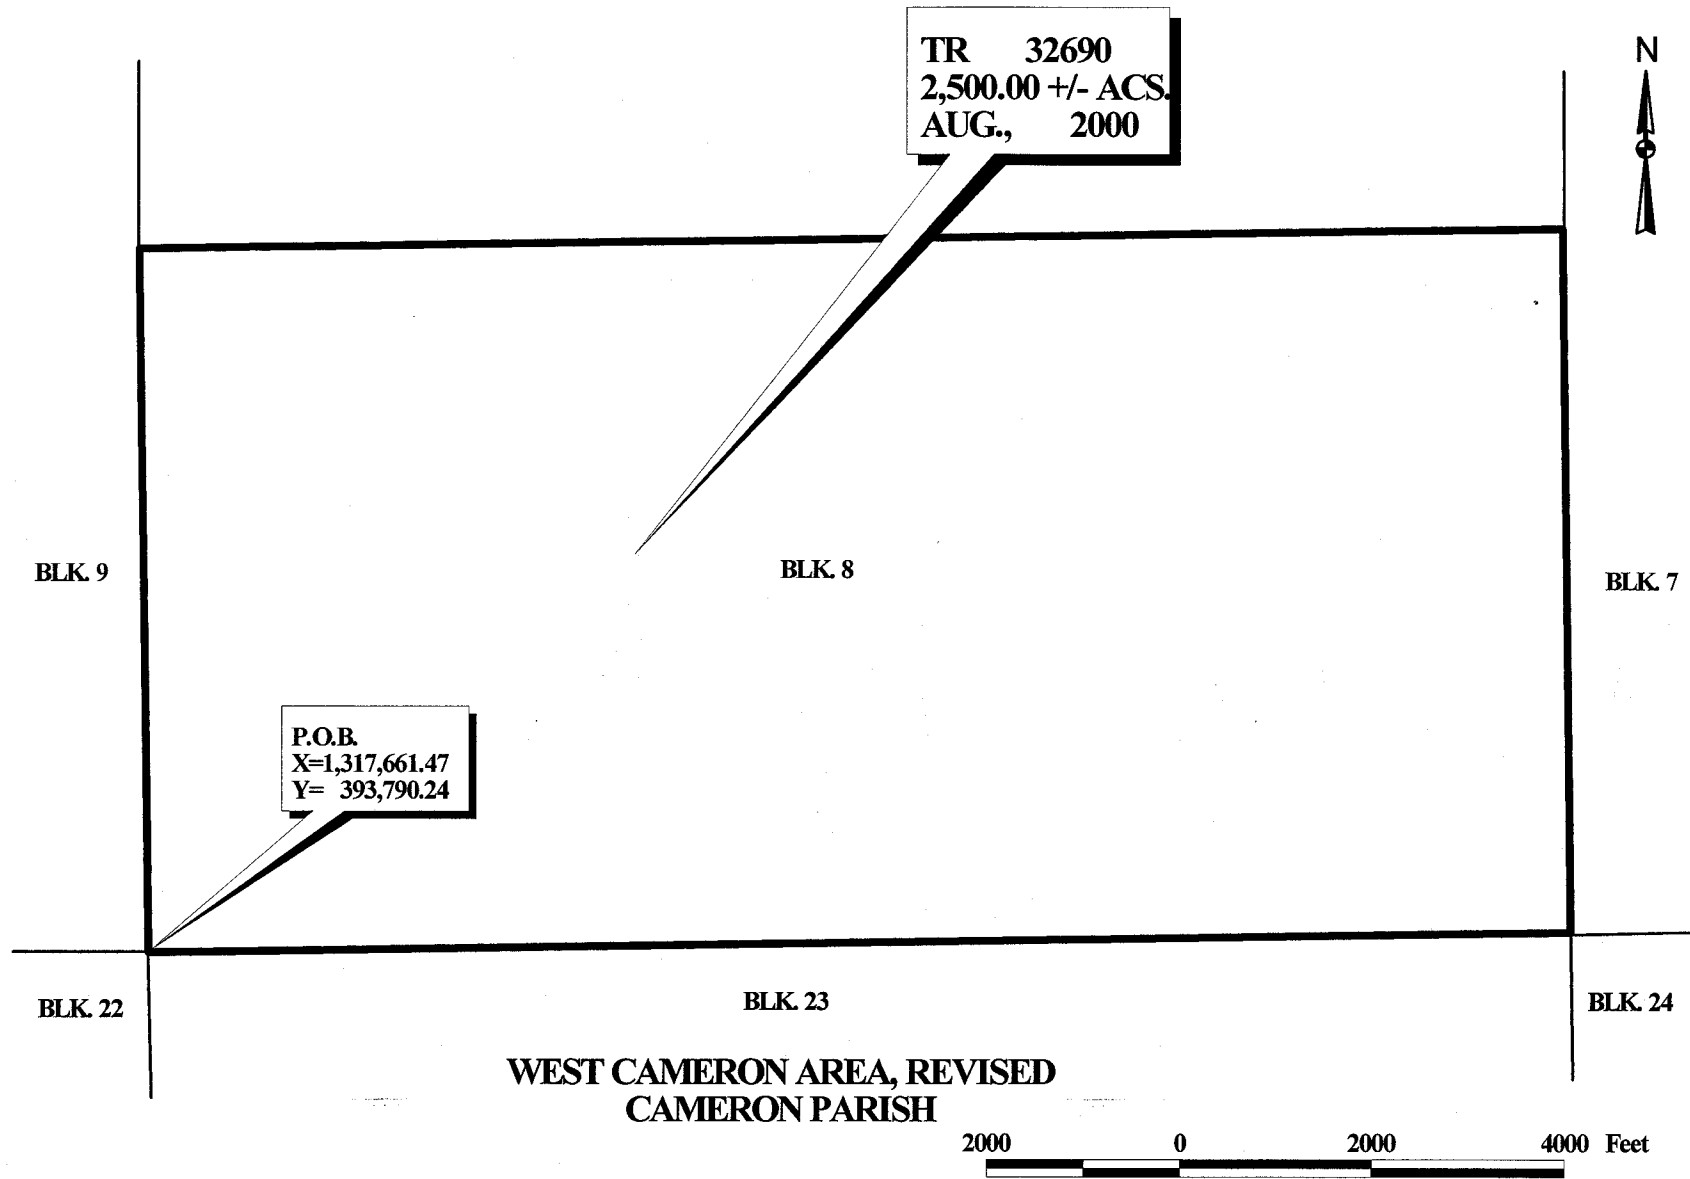 TR 32690
2,500.00 +/- ACS.
AUG., 2000
N
BLK. 9
BLK. 8
BLK. 7
P.O.B.
X=1,317,661.47
Y= 393,790.24
BLK. 22
BLK. 23
BLK. 24
WEST CAMERON AREA, REVISED
CAMERON PARISH
2000 0 2000 4000 Feet